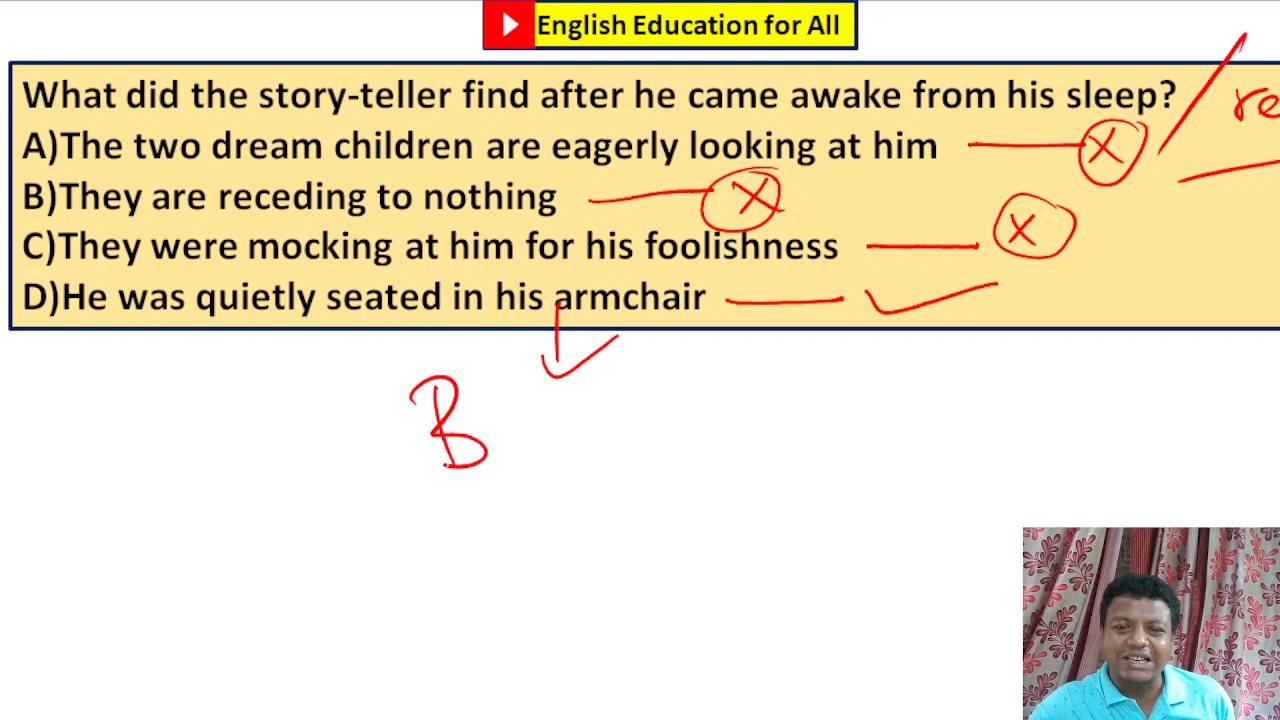 English Education for All
What did the story-teller find after he came awake from his sleep?
re
A)The two dream children are eagerly looking at him X
B)They are receding to nothing X
C)They were mocking at him for his foolishness X
D)He was quietly seated in his armchair
B